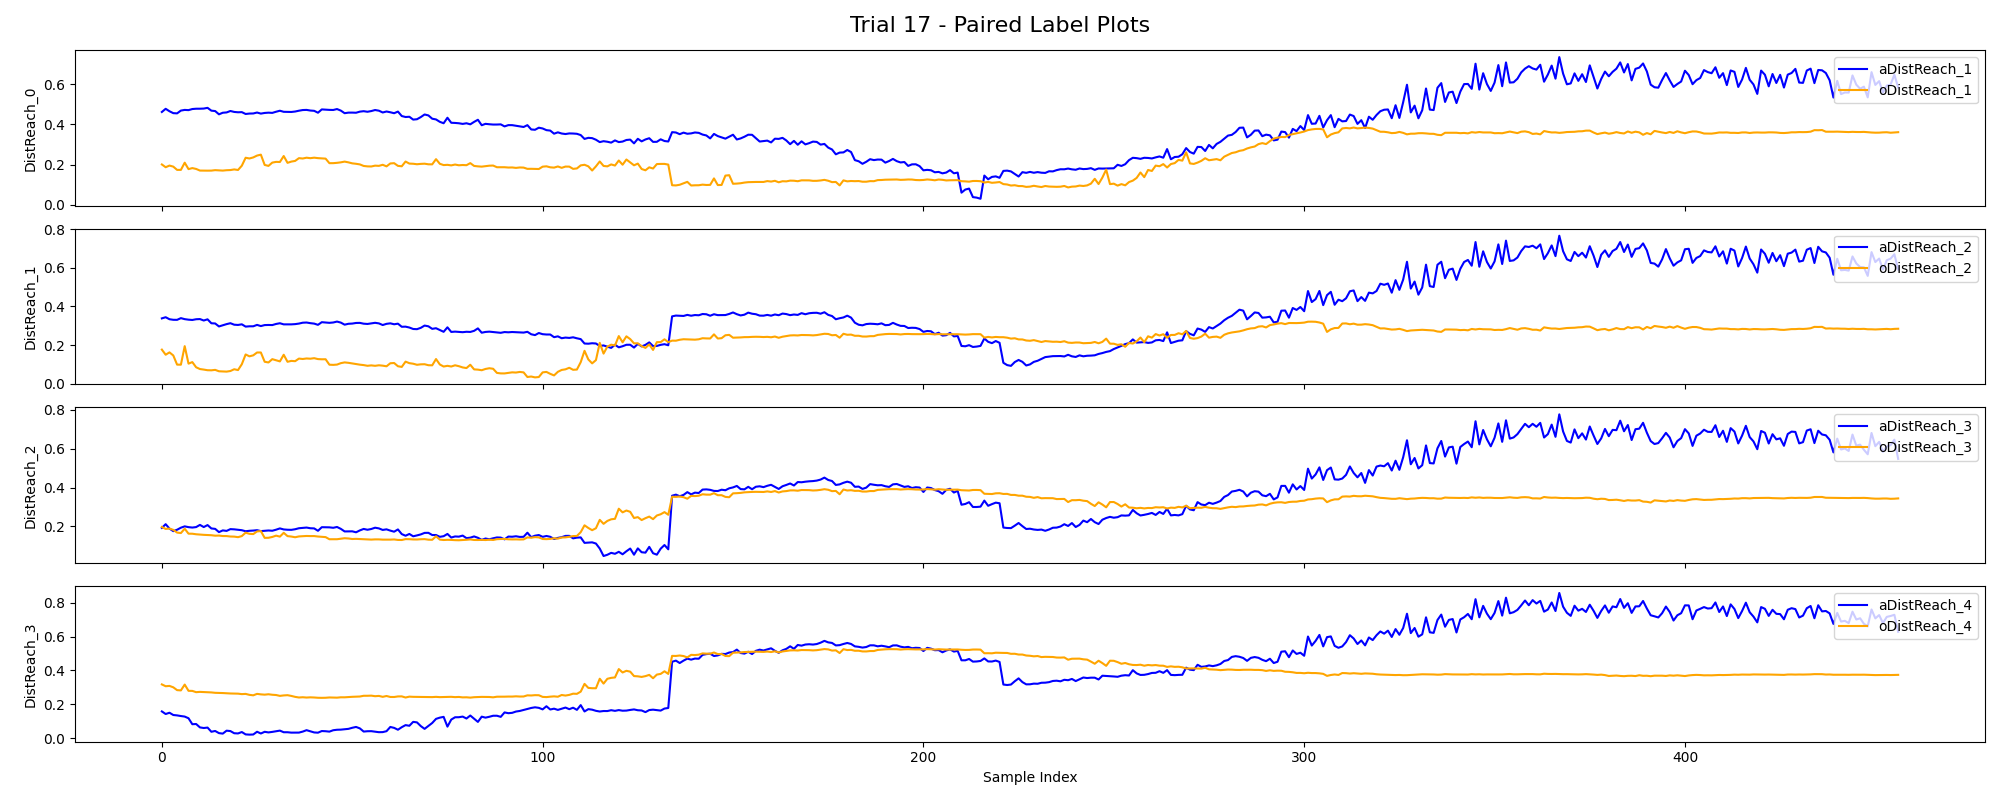 Trial 17 - Paired Label Plots
DistReach_0
0.6
0.4
0.2
0.0
aDistReach_1
oDistReach_1
DistReach_1
0.8
0.6
0.4
0.2
0.0
aDistReach_2
oDistReach_2
DistReach_2
0.8
0.6
0.4
0.2
aDistReach_3
oDistReach_3
DistReach_3
0.8
0.6
0.4
0.2
0.0
aDistReach_4
oDistReach_4
0 100 200 300 400
Sample Index